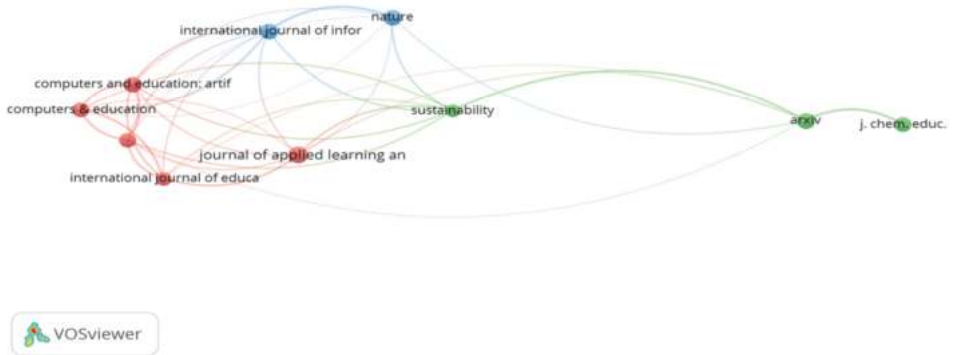 nature
international journal of infor
computers and education: artif
computers & education
sustainability
arxiv
j. chem. educ.
journal of applied learning an
international journal of educa
VOSviewer